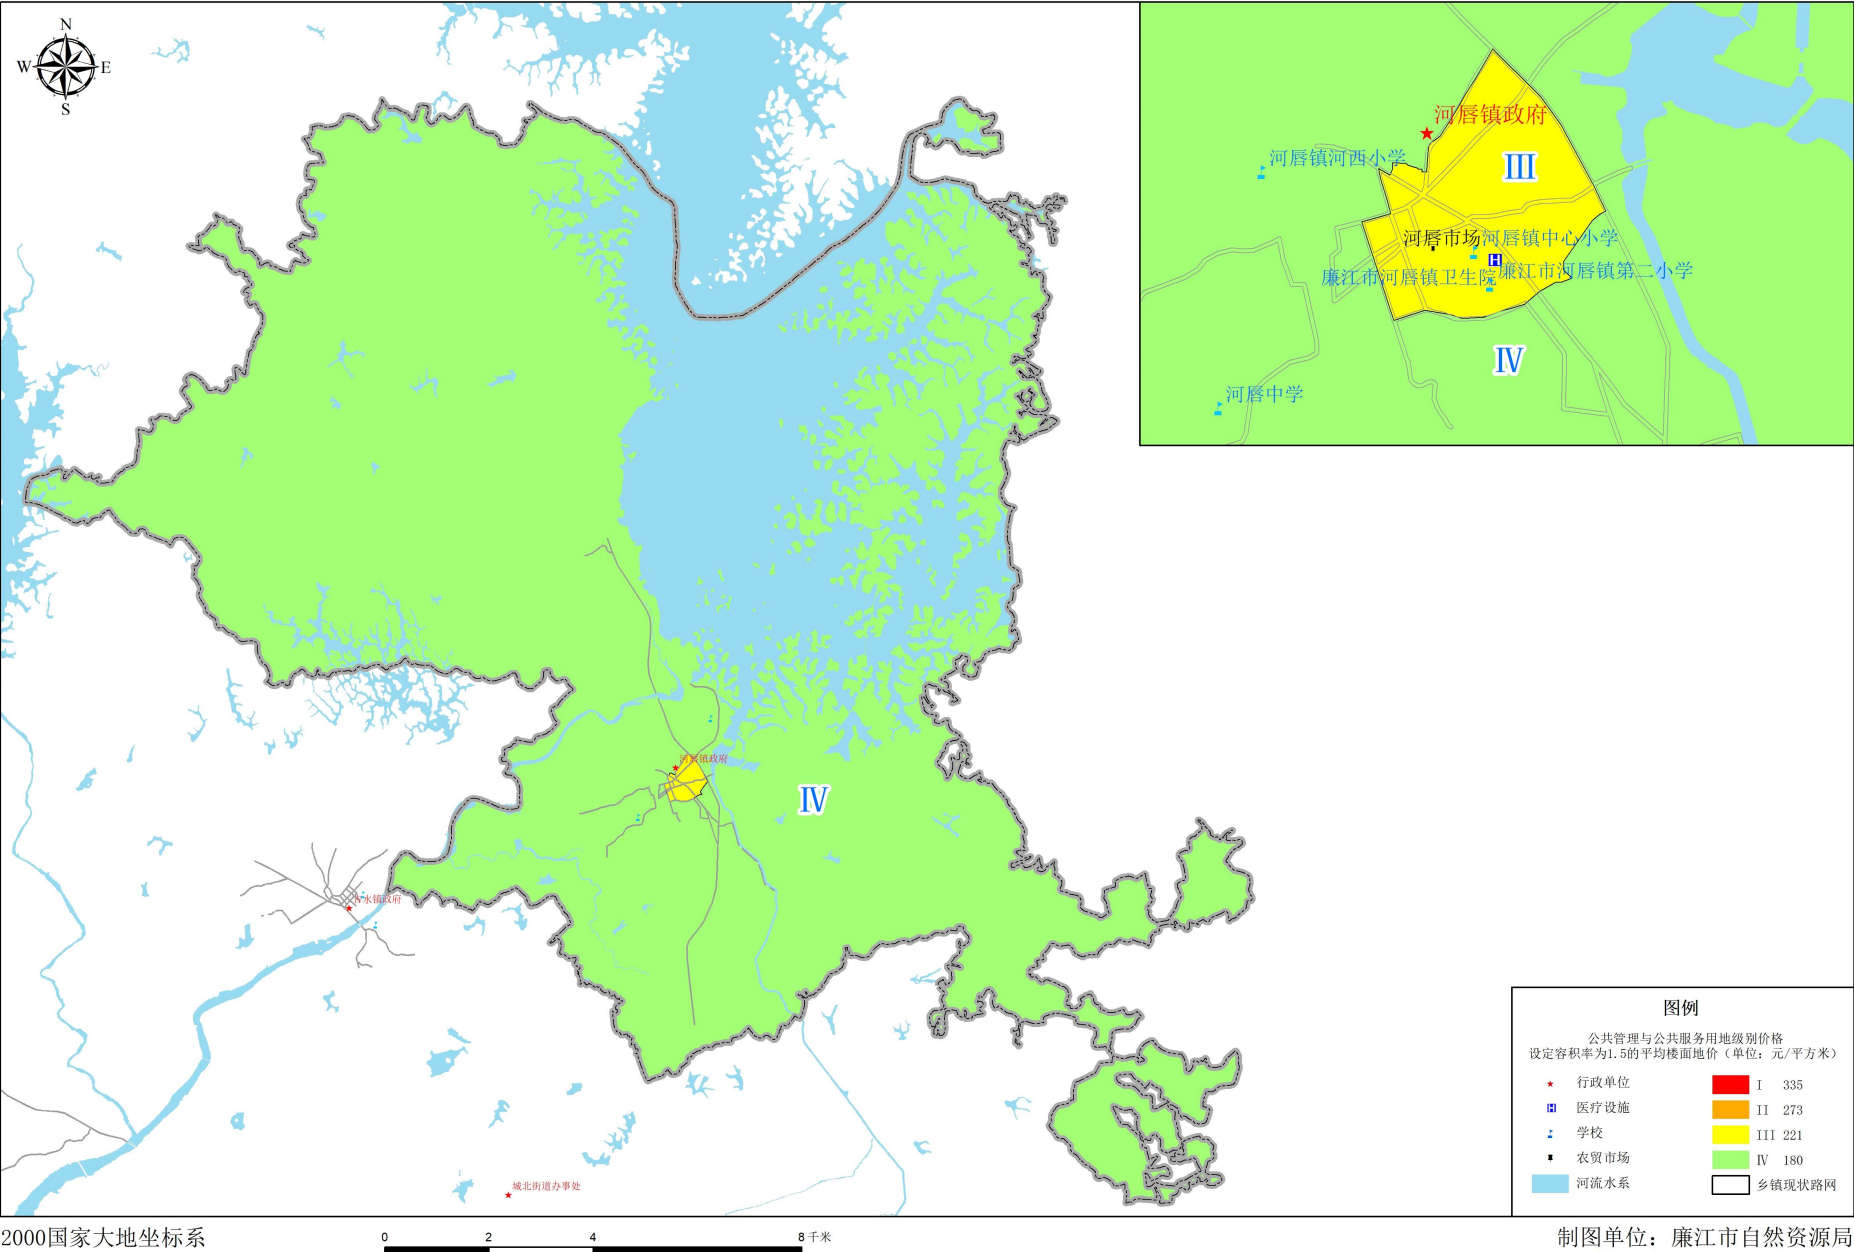 N
W E
S
河唇镇政府
河唇镇河西小学
III
河唇市场
河唇镇中心小学
H
廉江市河唇镇卫生院
廉江市河唇镇第二小学
IV
河唇中学
河唇镇政府
IV
水镇政府
城北街道办事处
图例
公共管理与公共服务用地级别价格
设定容积率为1.5的平均楼面地价（单位：元/平方米）
行政单位
I 335
H 医疗设施
II 273
学校
III 221
农贸市场
IV 180
河流水系
乡镇现状路网
2000国家大地坐标系
0 2 4 8千米
制图单位：廉江市自然资源局